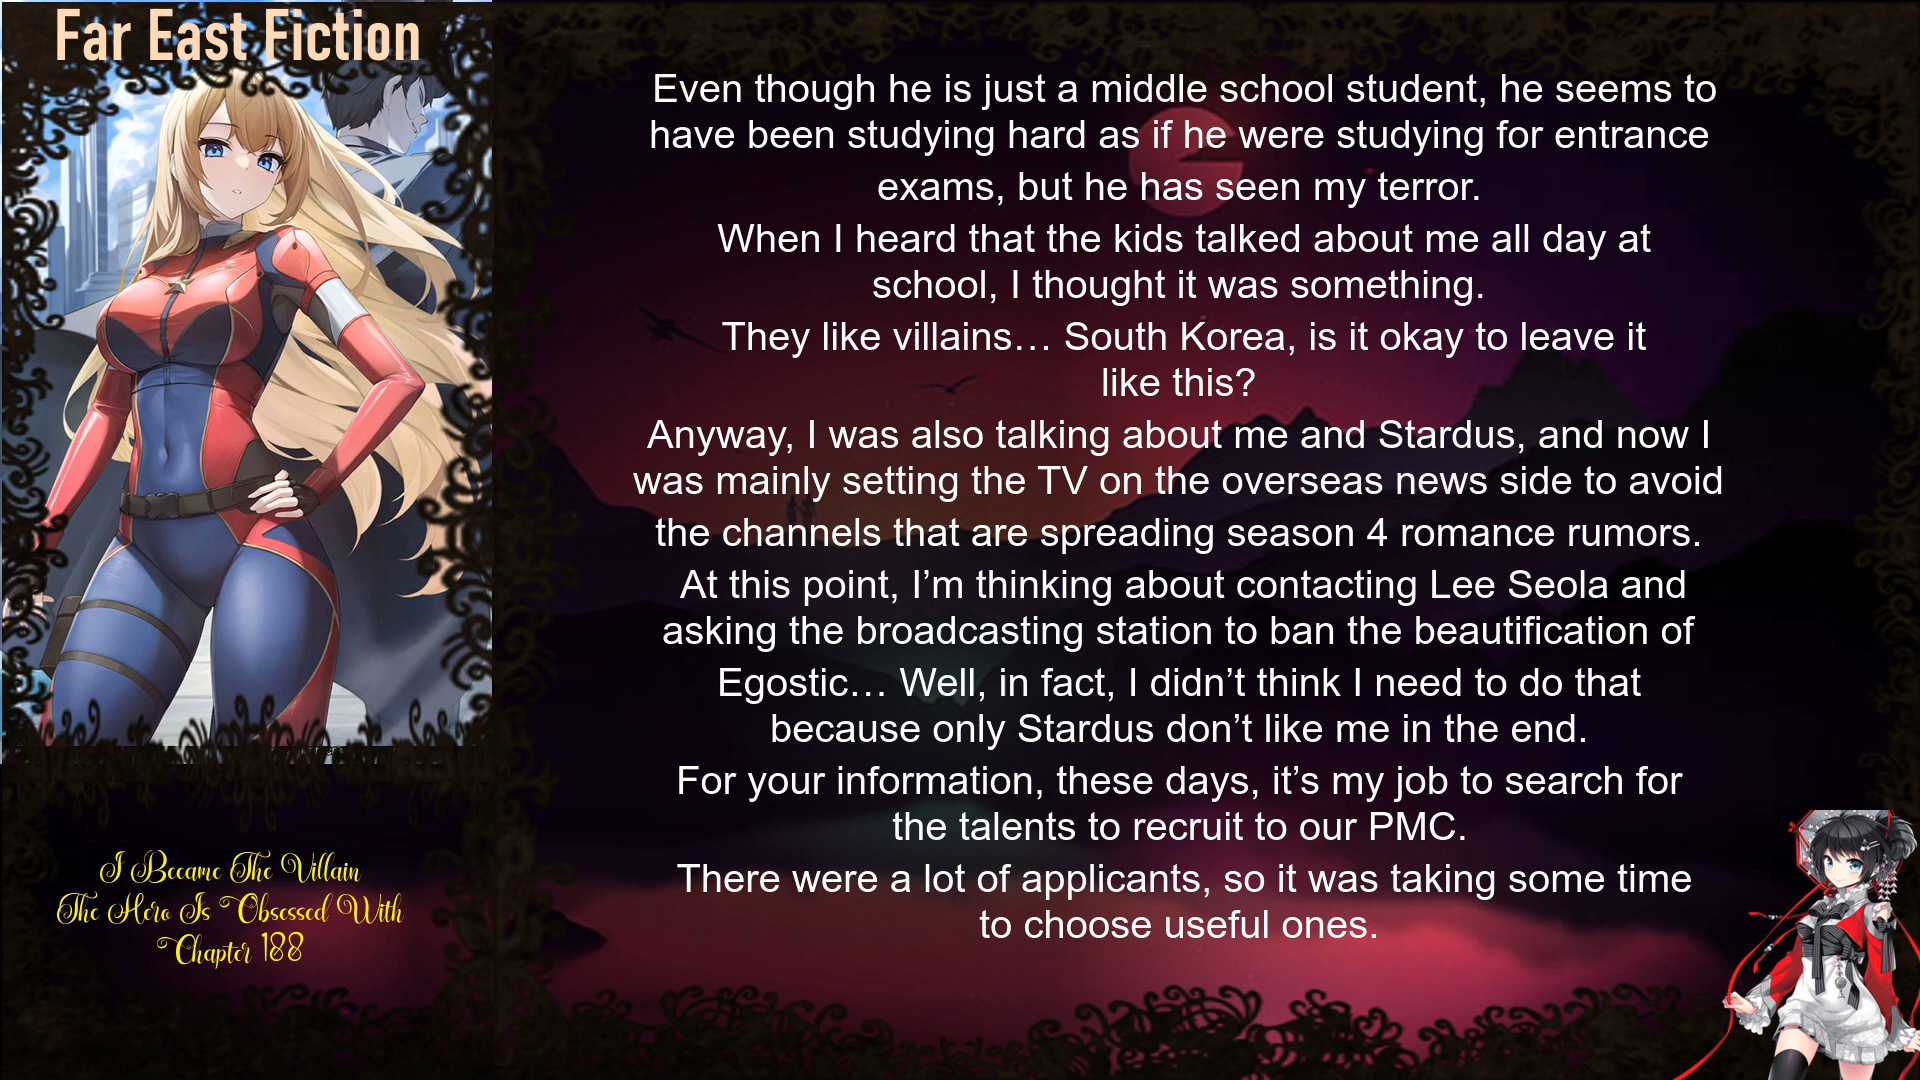 Far East Fiction
Even though he is just a middle school student, he seems to
have been studying hard as if he were studying for entrance
exams, but he has seen my terror.
When I heard that the kids talked about me all day at
school, I thought it was something.
They like villains… South Korea, is it okay to leave it
like this?
Anyway, I was also talking about me and Stardus, and now I
was mainly setting the TV on the overseas news side to avoid
the channels that are spreading season 4 romance rumors.
At this point, I’m thinking about contacting Lee Seola and
asking the broadcasting station to ban the beautification of
Egostic… Well, in fact, I didn’t think I need to do that
because only Stardus don’t like me in the end.
For your information, these days, it’s my job to search for
the talents to recruit to our PMC.
There were a lot of applicants, so it was taking some time
to choose useful ones.
I Became The Villain
The Hero Is Obsessed With
Chapter 188